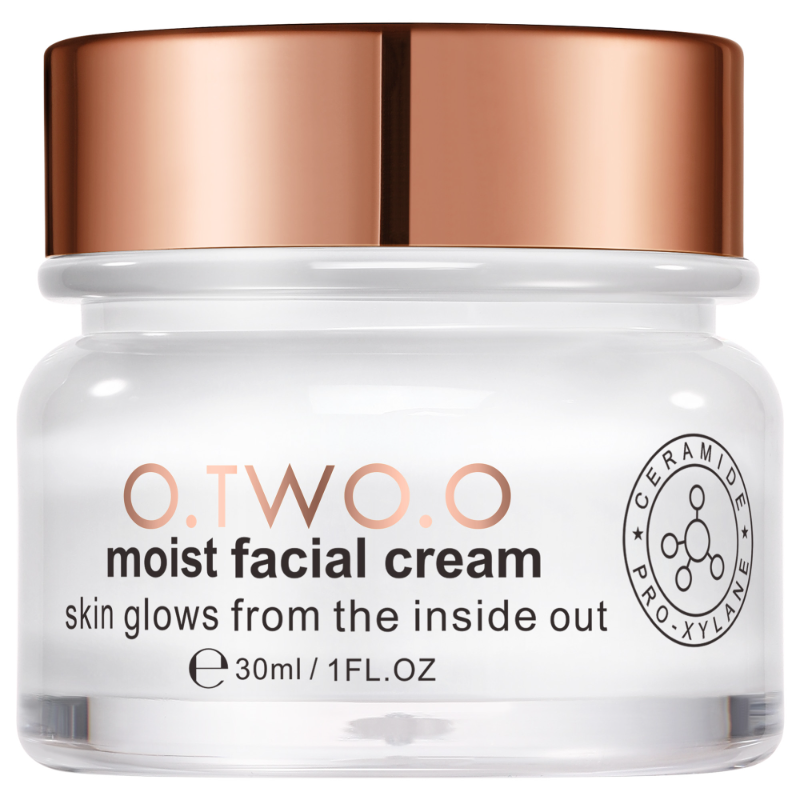 O.TWO.O
moist facial cream
skin glows from the inside out
℮ 30ml / 1FL.OZ
★ CERAMIDE ★
PRO-XYLANE